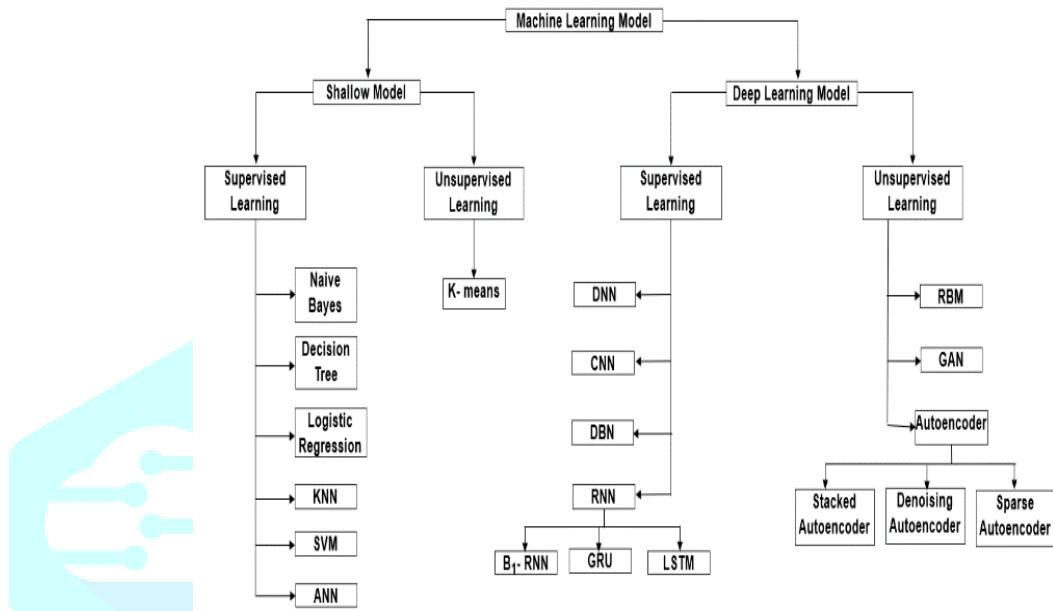 Machine Learning Model
Shallow Model
Deep Learning Model
Supervised
Learning
Unsupervised
Learning
Supervised
Learning
Unsupervised
Learning
Naive
Bayes
Decision
Tree
Logistic
Regression
KNN
SVM
ANN
K- means
DNN
CNN
DBN
RNN
B₁- RNN
GRU
LSTM
RBM
GAN
Autoencoder
Stacked
Autoencoder
Denoising
Autoencoder
Sparse
Autoencoder